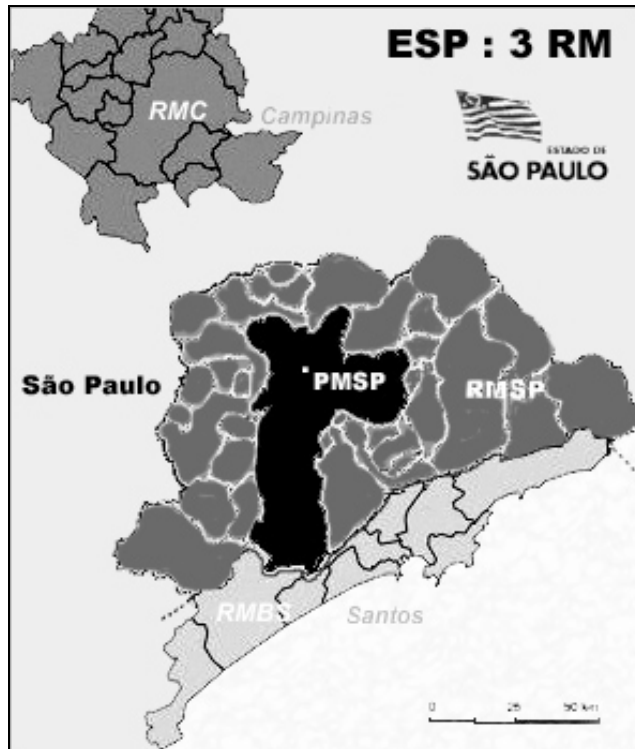 ESP : 3 RM
RMC
Campinas
ESTADO DE
SÃO PAULO
São Paulo
PMSP
RMSP
RMBS
Santos
0 25 50 km